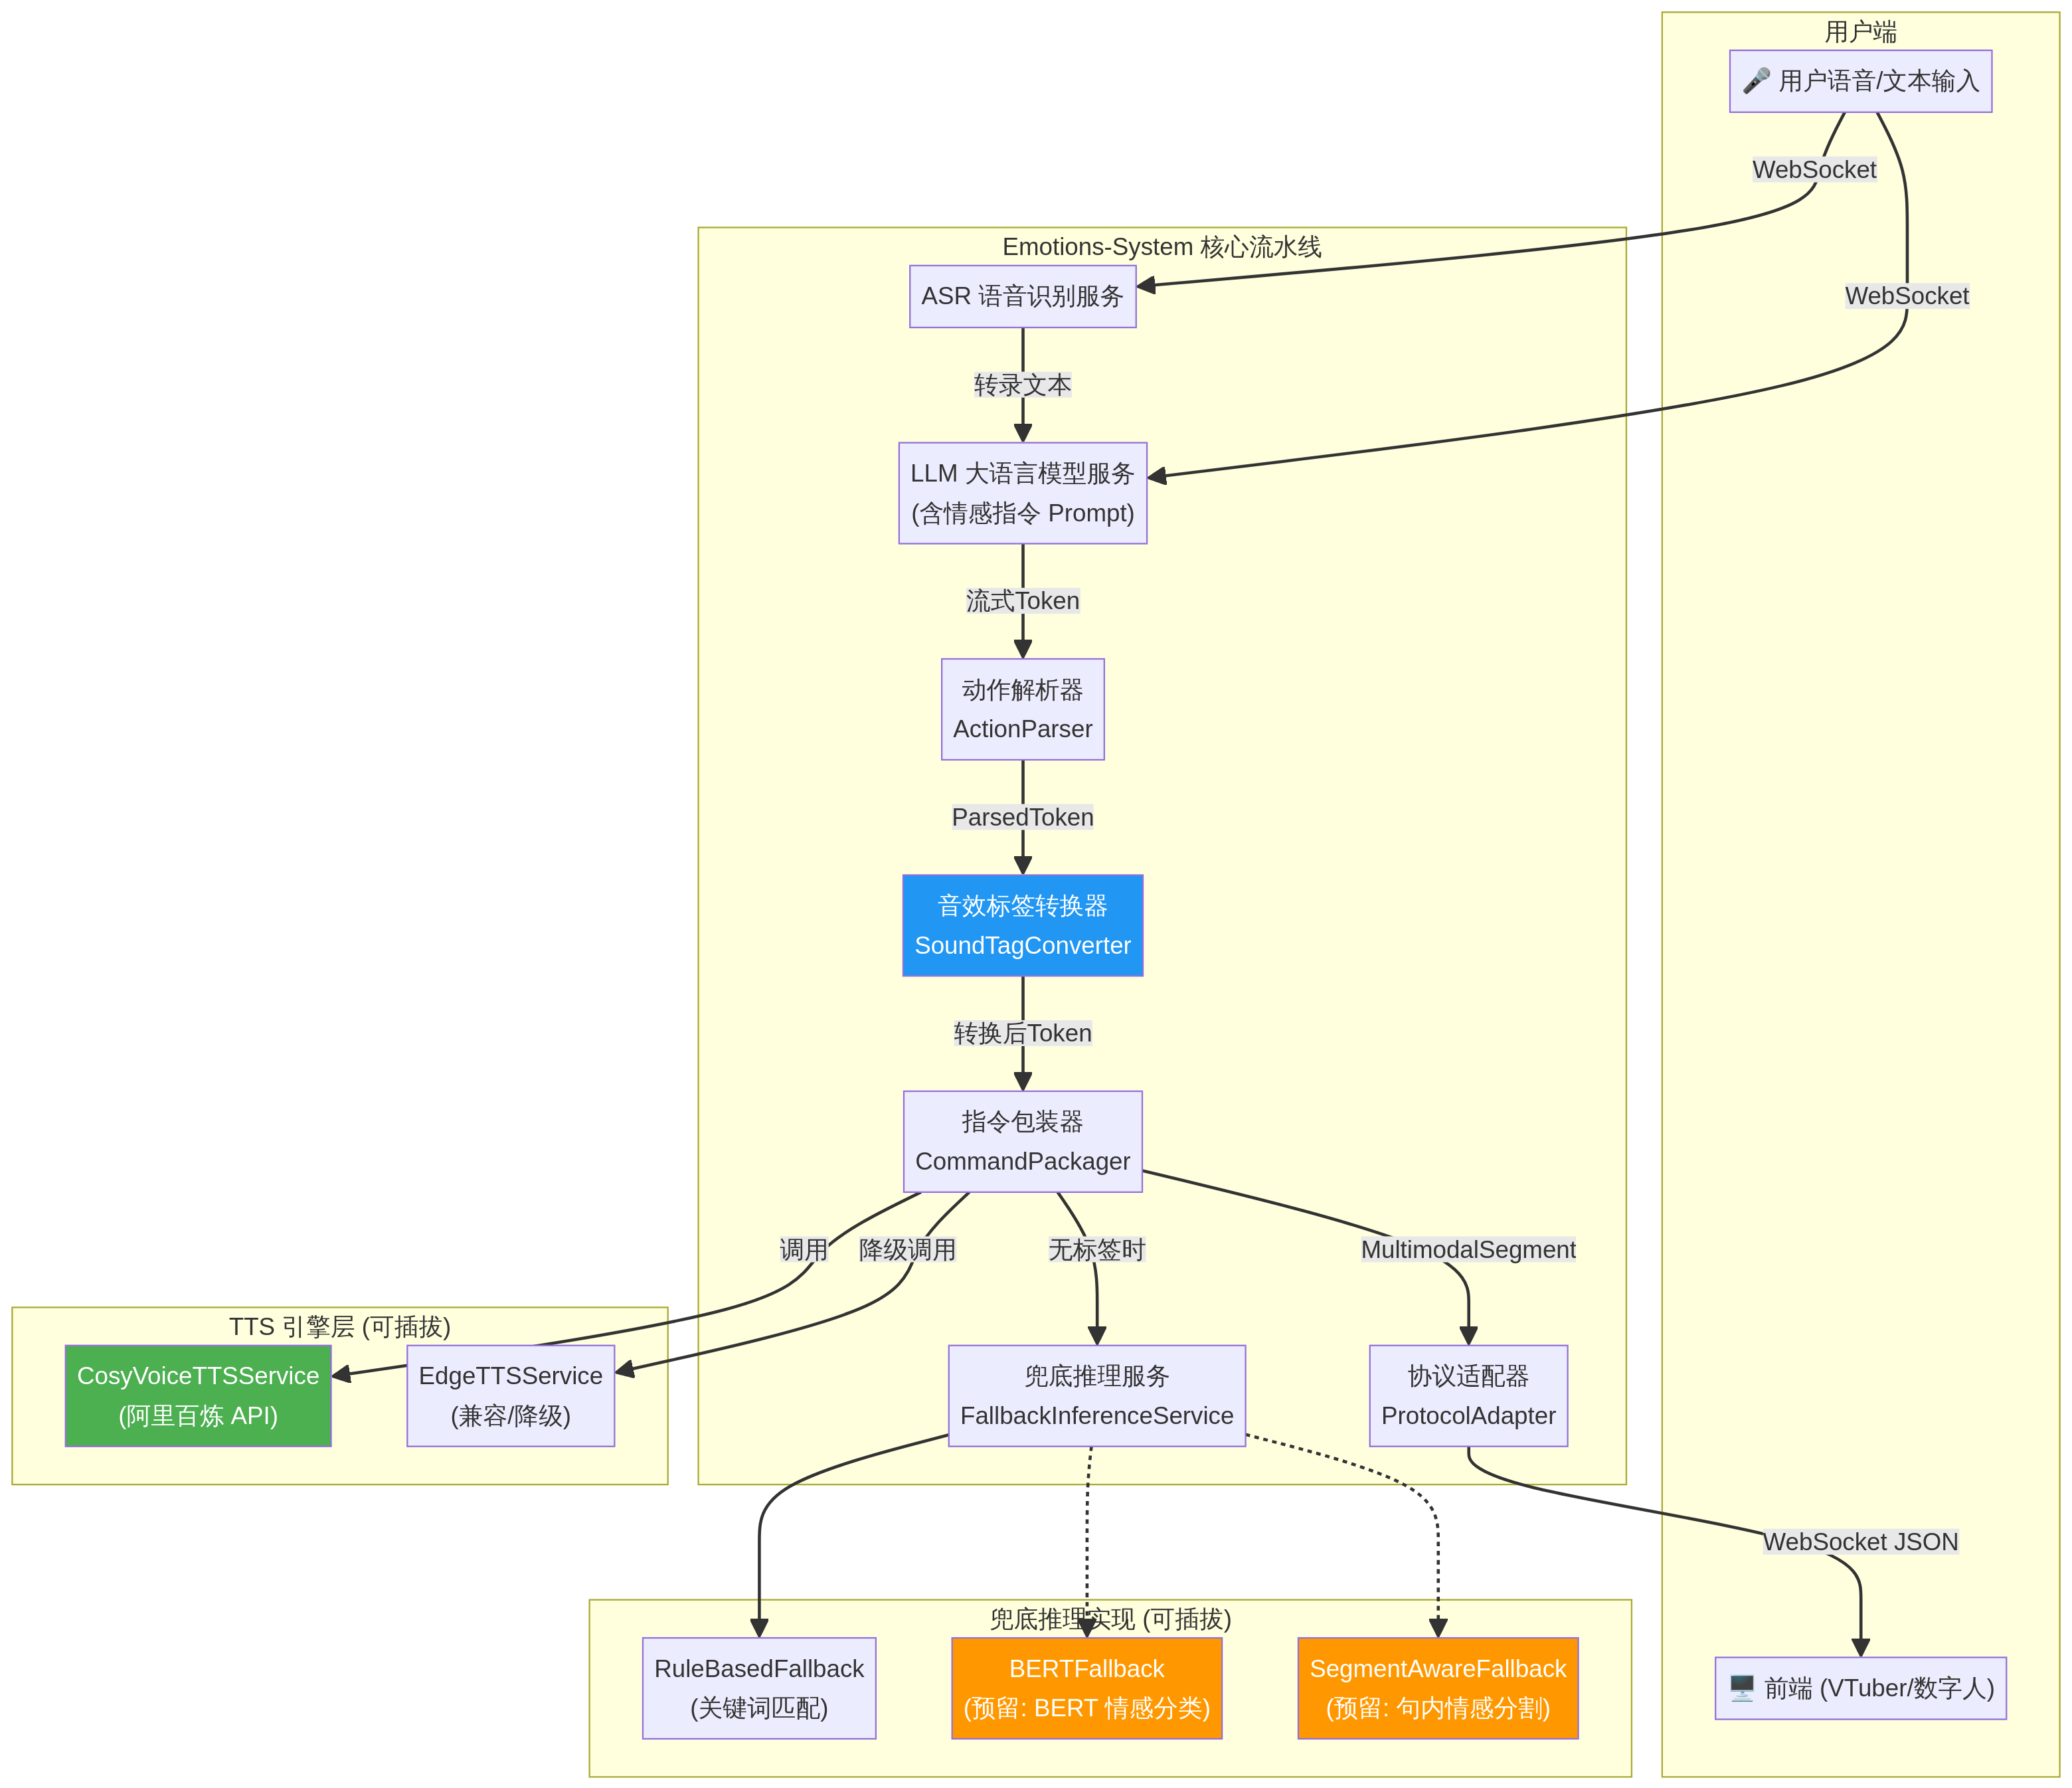 用户端
🎤 用户语音/文本输入
WebSocket
Emotions-System 核心流水线
ASR 语音识别服务
WebSocket
转录文本
LLM 大语言模型服务
(含情感指令 Prompt)
流式Token
动作解析器
ActionParser
ParsedToken
音效标签转换器
SoundTagConverter
转换后Token
指令包装器
CommandPackager
调用
降级调用
无标签时
MultimodalSegment
TTS 引擎层 (可插拔)
CosyVoiceTTSService
(阿里百炼 API)
EdgeTTSService
(兼容/降级)
兜底推理服务
FallbackInferenceService
协议适配器
ProtocolAdapter
WebSocket JSON
兜底推理实现 (可插拔)
RuleBasedFallback
(关键词匹配)
BERTFallback
(预留: BERT 情感分类)
SegmentAwareFallback
(预留: 句内情感分割)
🖥️ 前端 (VTuber/数字人)